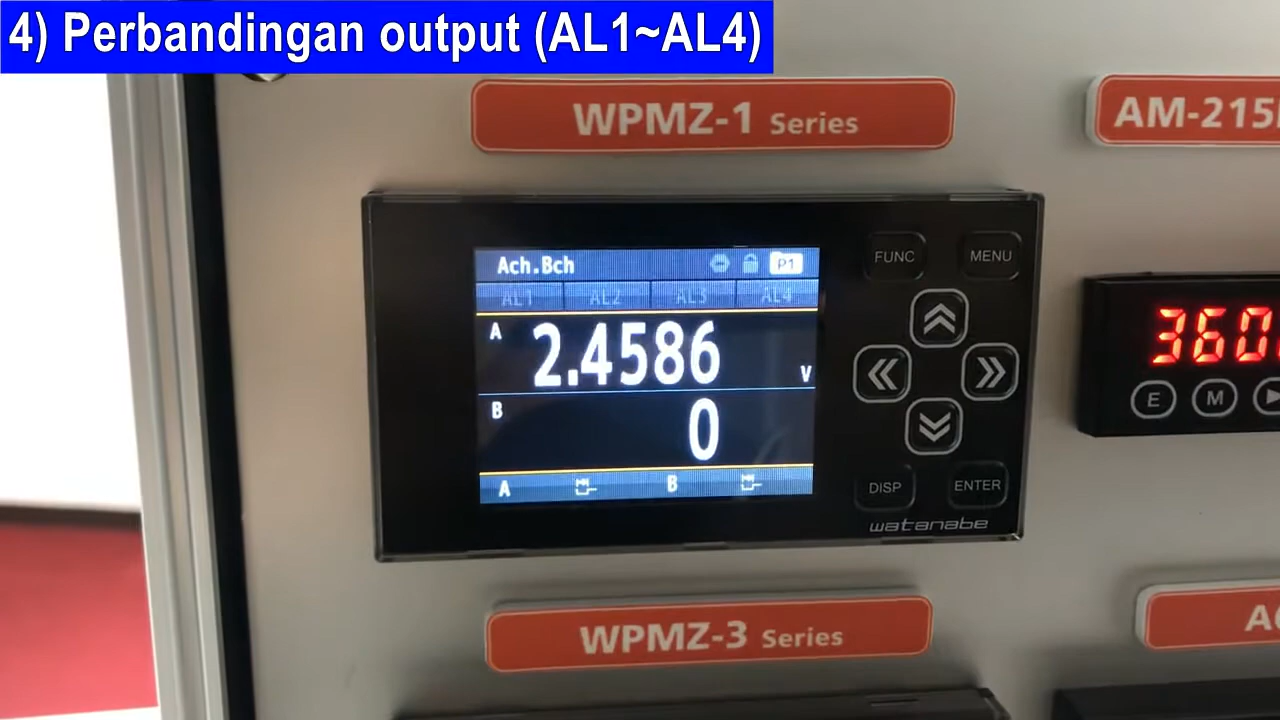 4) Perbandingan output (AL1~AL4)
WPMZ-1 Series
AM-215
Ach.Bch
P1
AL1 AL2 AL3 AL4
A 2.4586 V
B 0
A B
FUNC MENU
DISP ENTER
watanabe
360
E M
WPMZ-3 Series